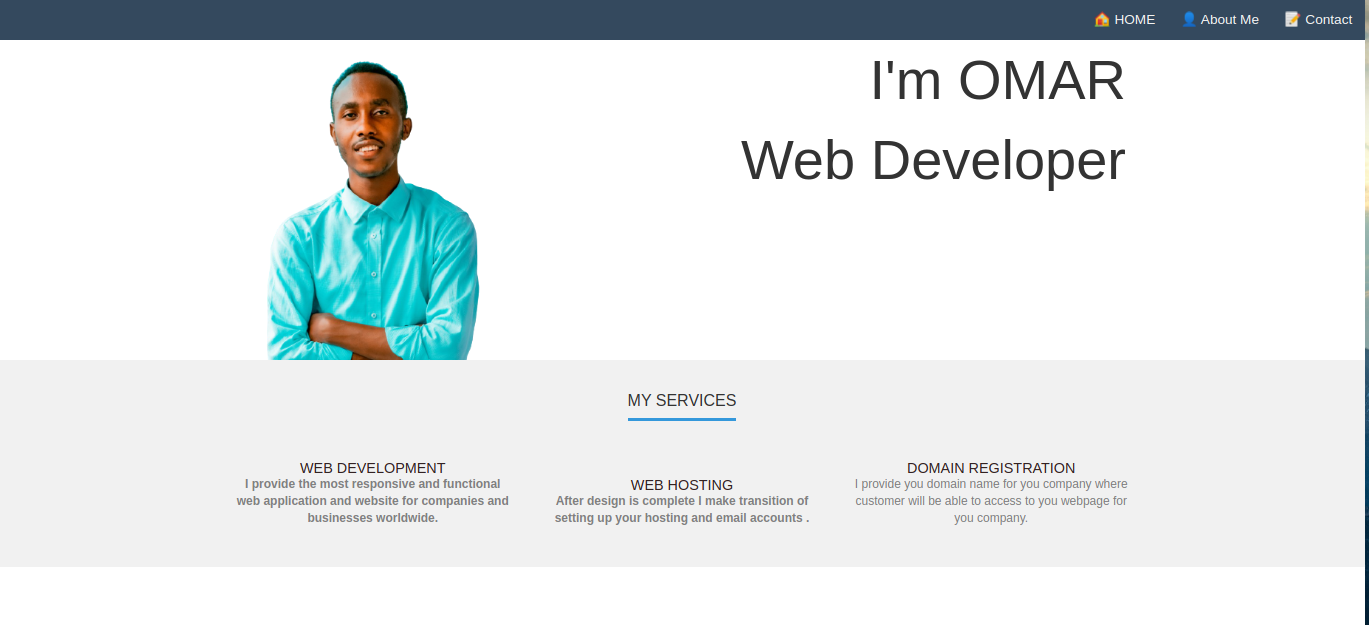 🏠 HOME 👤 About Me 📝 Contact
I'm OMAR
Web Developer
MY SERVICES
WEB DEVELOPMENT
I provide the most responsive and functional
web application and website for companies and
businesses worldwide.
WEB HOSTING
After design is complete I make transition of
setting up your hosting and email accounts .
DOMAIN REGISTRATION
I provide you domain name for you company where
customer will be able to access to you webpage for
you company.